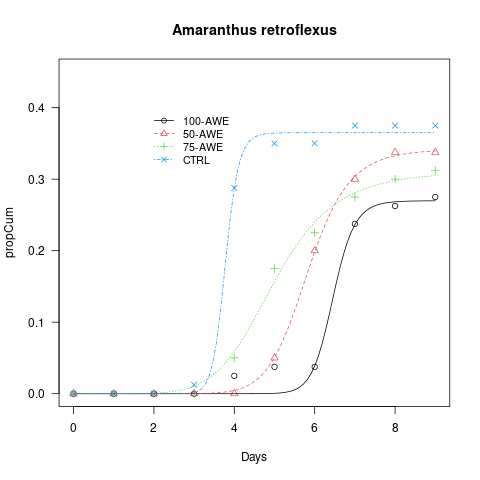 Amaranthus retroflexus
propCum
0.4
0.3
0.2
0.1
0.0
100-AWE
50-AWE
75-AWE
CTRL
0 2 4 6 8
Days